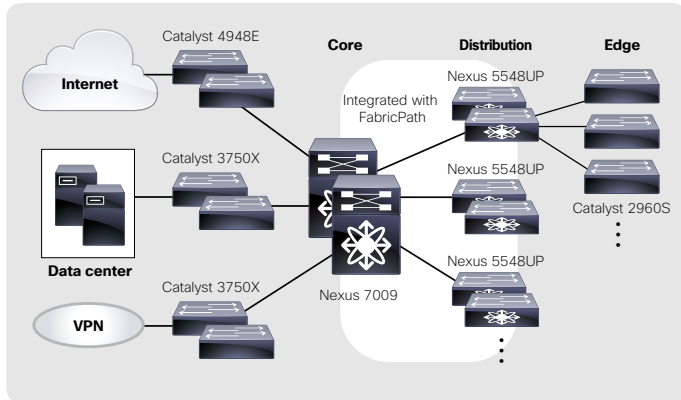 Catalyst 4948E
Core
Distribution
Edge
Internet
Integrated with
FabricPath
Nexus 5548UP
Catalyst 3750X
Nexus 5548UP
Catalyst 2960S
Data center
Catalyst 3750X
Nexus 7009
Nexus 5548UP
VPN